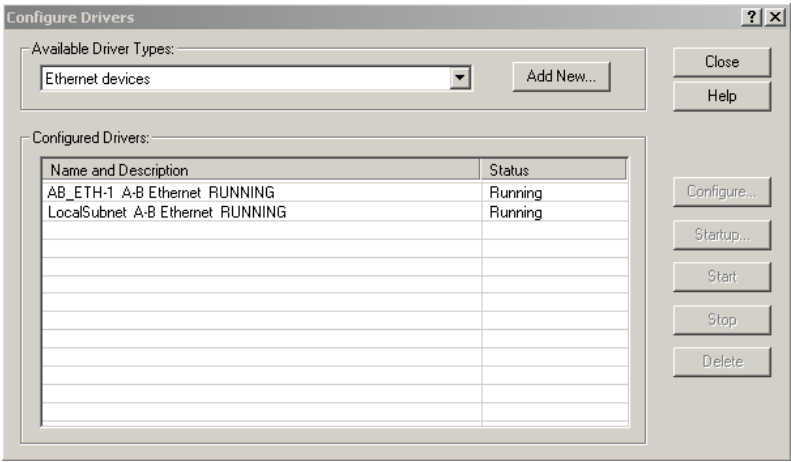 Configure Drivers
Available Driver Types:
Ethernet devices
Add New...
Close
Help
Configured Drivers:
Name and Description Status
AB_ETH-1 A-B Ethernet RUNNING Running
LocalSubnet A-B Ethernet RUNNING Running
Configure...
Startup...
Start
Stop
Delete